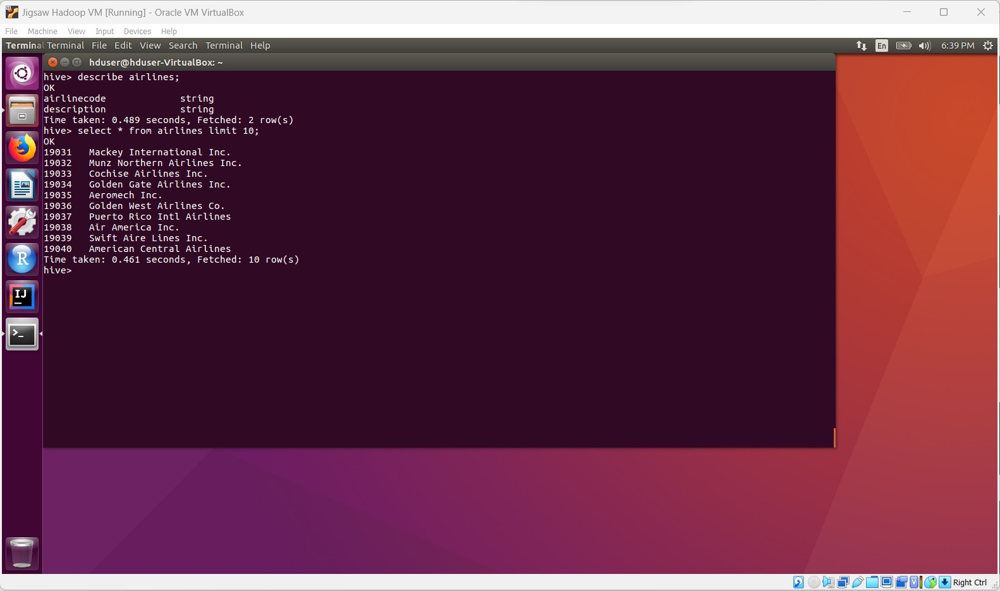 Jigsaw Hadoop VM [Running] - Oracle VM VirtualBox
File Machine View Input Devices Help
Terminal Terminal File Edit View Search Terminal Help En 6:39 PM
hduser@hduser-VirtualBox: ~
hive> describe airlines;
OK
airlinecode string
description string
Time taken: 0.489 seconds, Fetched: 2 row(s)
hive> select * from airlines limit 10;
OK
19031 Mackey International Inc.
19032 Munz Northern Airlines Inc.
19033 Cochise Airlines Inc.
19034 Golden Gate Airlines Inc.
19035 Aeromech Inc.
19036 Golden West Airlines Co.
19037 Puerto Rico Intl Airlines
19038 Air America Inc.
19039 Swift Aire Lines Inc.
19040 American Central Airlines
Time taken: 0.461 seconds, Fetched: 10 row(s)
hive>
R
IJ
>_
Right Ctrl